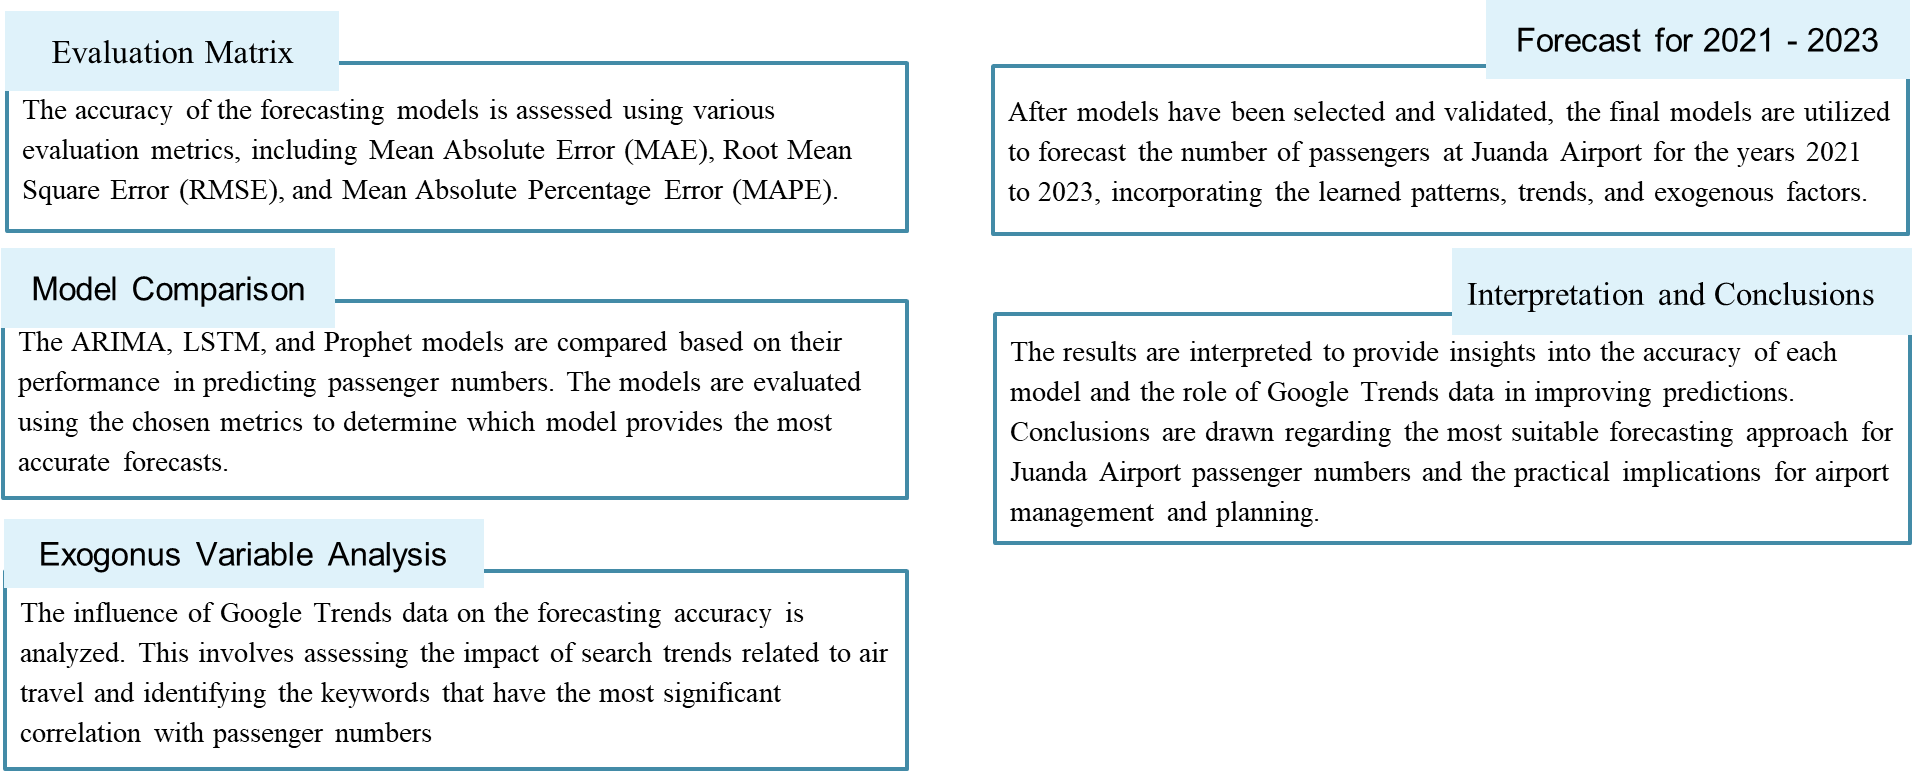 Evaluation Matrix
The accuracy of the forecasting models is assessed using various
evaluation metrics, including Mean Absolute Error (MAE), Root Mean
Square Error (RMSE), and Mean Absolute Percentage Error (MAPE).
Model Comparison
The ARIMA, LSTM, and Prophet models are compared based on their
performance in predicting passenger numbers. The models are evaluated
using the chosen metrics to determine which model provides the most
accurate forecasts.
Exogonus Variable Analysis
The influence of Google Trends data on the forecasting accuracy is
analyzed. This involves assessing the impact of search trends related to air
travel and identifying the keywords that have the most significant
correlation with passenger numbers
Forecast for 2021 - 2023
After models have been selected and validated, the final models are utilized
to forecast the number of passengers at Juanda Airport for the years 2021
to 2023, incorporating the learned patterns, trends, and exogenous factors.
Interpretation and Conclusions
The results are interpreted to provide insights into the accuracy of each
model and the role of Google Trends data in improving predictions.
Conclusions are drawn regarding the most suitable forecasting approach for
Juanda Airport passenger numbers and the practical implications for airport
management and planning.